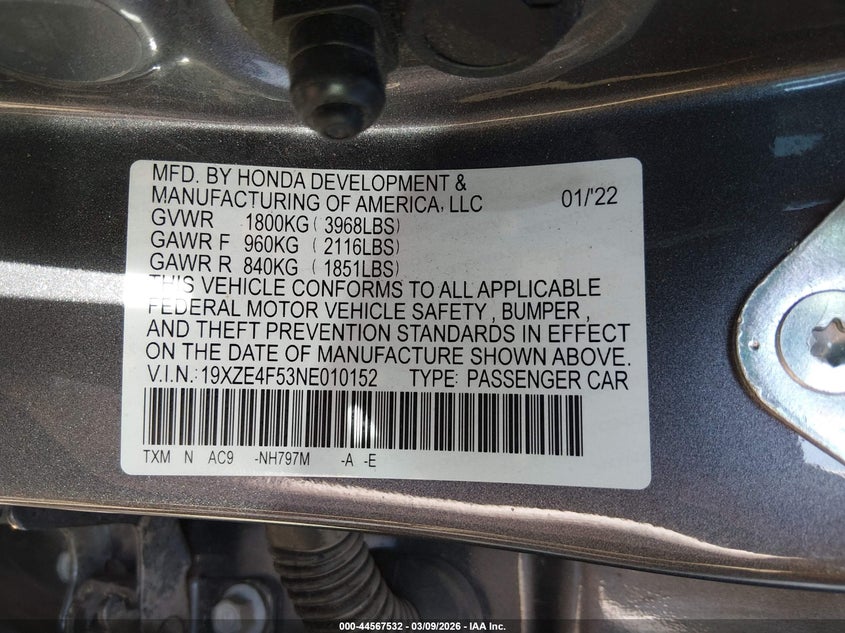 MFD. BY HONDA DEVELOPMENT &
MANUFACTURING OF AMERICA, LLC 01/'22
GVWR 1800KG ( 3968LBS)
GAWR F 960KG ( 2116LBS)
GAWR R 840KG ( 1851LBS)
THIS VEHICLE CONFORMS TO ALL APPLICABLE
FEDERAL MOTOR VEHICLE SAFETY , BUMPER ,
AND THEFT PREVENTION STANDARDS IN EFFECT
ON THE DATE OF MANUFACTURE SHOWN ABOVE.
V.I.N.: 19XZE4F53NE010152 TYPE: PASSENGER CAR
TXM N AC9 -NH797M -A -E
000-44567532 - 03/09/2026 - IAA Inc.